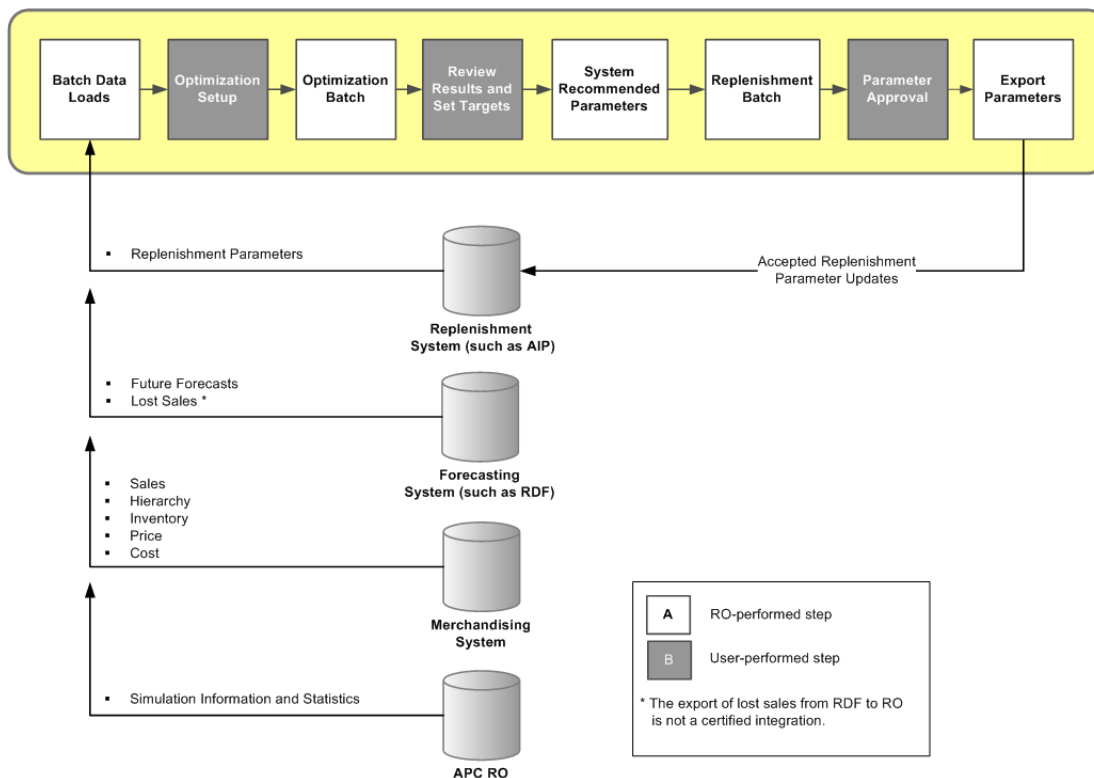 Batch Data
Loads
Optimization
Setup
Optimization
Batch
Review
Results and
Set Targets
System
Recommended
Parameters
Replenishment
Batch
Parameter
Approval
Export
Parameters
▪ Replenishment Parameters
Accepted Replenishment
Parameter Updates
Replenishment
System (such as AIP)
▪ Future Forecasts
▪ Lost Sales *
Forecasting
System (such as RDF)
▪ Sales
▪ Hierarchy
▪ Inventory
▪ Price
▪ Cost
Merchandising
System
▪ Simulation Information and Statistics
APC RO
A RO-performed step
B User-performed step
* The export of lost sales from RDF to RO
is not a certified integration.